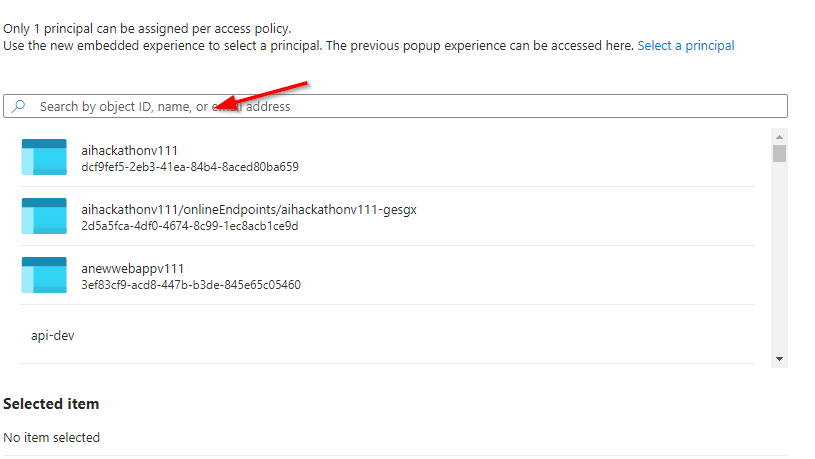 Only 1 principal can be assigned per access policy.
Use the new embedded experience to select a principal. The previous popup experience can be accessed here. Select a principal
Search by object ID, name, or email address
aihackathonv111
dcf9fef5-2eb3-41ea-84b4-8aced80ba659
aihackathonv111/onlineEndpoints/aihackathonv111-gesgx
2d5a5fca-4df0-4674-8c99-1ec8acb1ce9d
anewwebappv111
3ef83cf9-acd8-447b-b3de-845e65c05460
api-dev
Selected item
No item selected